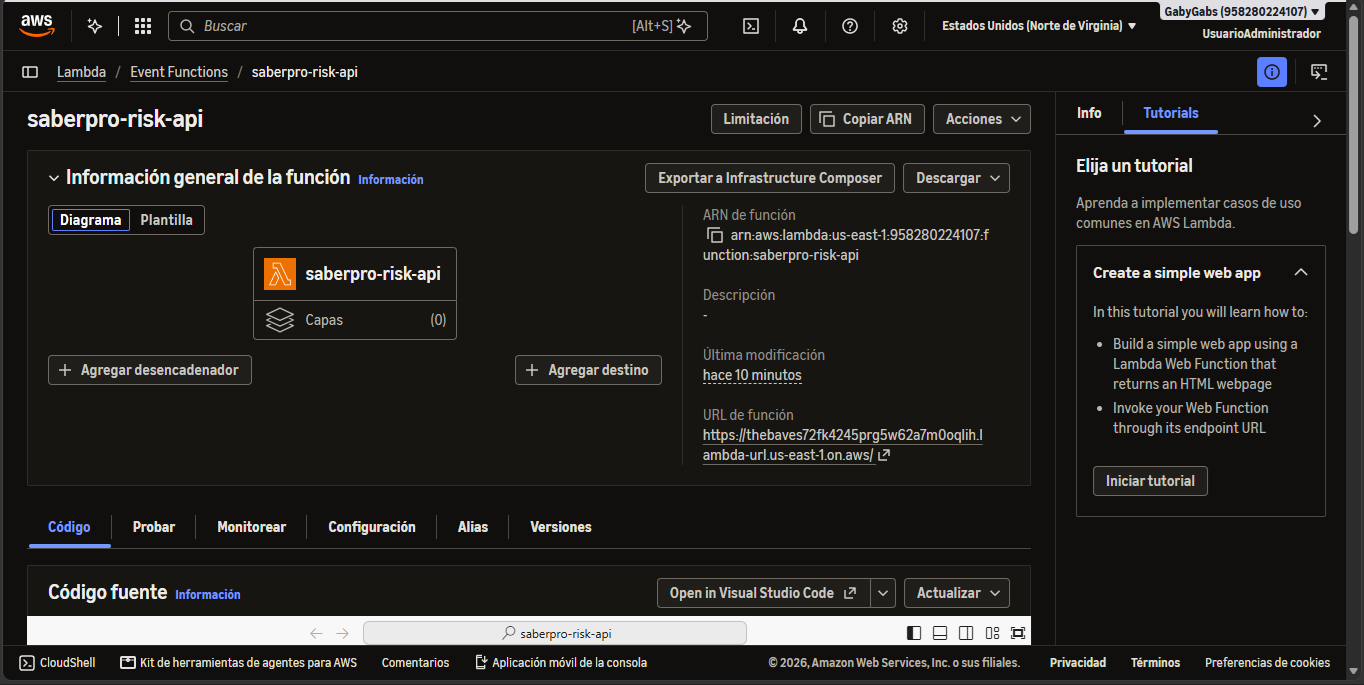 aws
Buscar
[Alt+S]
Estados Unidos (Norte de Virginia) ▼
GabyGabs (958280224107) ▼
UsuarioAdministrador
Lambda / Event Functions / saberpro-risk-api
saberpro-risk-api
Limitación
Copiar ARN
Acciones
Información general de la función Información
Exportar a Infrastructure Composer
Descargar
Diagrama
Plantilla
saberpro-risk-api
Capas (0)
+ Agregar desencadenador
+ Agregar destino
ARN de función
arn:aws:lambda:us-east-1:958280224107:f
unction:saberpro-risk-api
Descripción
-
Última modificación
hace 10 minutos
URL de función
https://thebaves72fk4245prg5w62a7m0oqlih.l
ambda-url.us-east-1.on.aws/
Código
Probar
Monitorear
Configuración
Alias
Versiones
Código fuente Información
Open in Visual Studio Code
Actualizar
saberpro-risk-api
Info
Tutorials
Elija un tutorial
Aprenda a implementar casos de uso
comunes en AWS Lambda.
Create a simple web app
In this tutorial you will learn how to:
• Build a simple web app using a
Lambda Web Function that
returns an HTML webpage
• Invoke your Web Function
through its endpoint URL
Iniciar tutorial
CloudShell
Kit de herramientas de agentes para AWS
Comentarios
Aplicación móvil de la consola
© 2026, Amazon Web Services, Inc. o sus filiales.
Privacidad
Términos
Preferencias de cookies